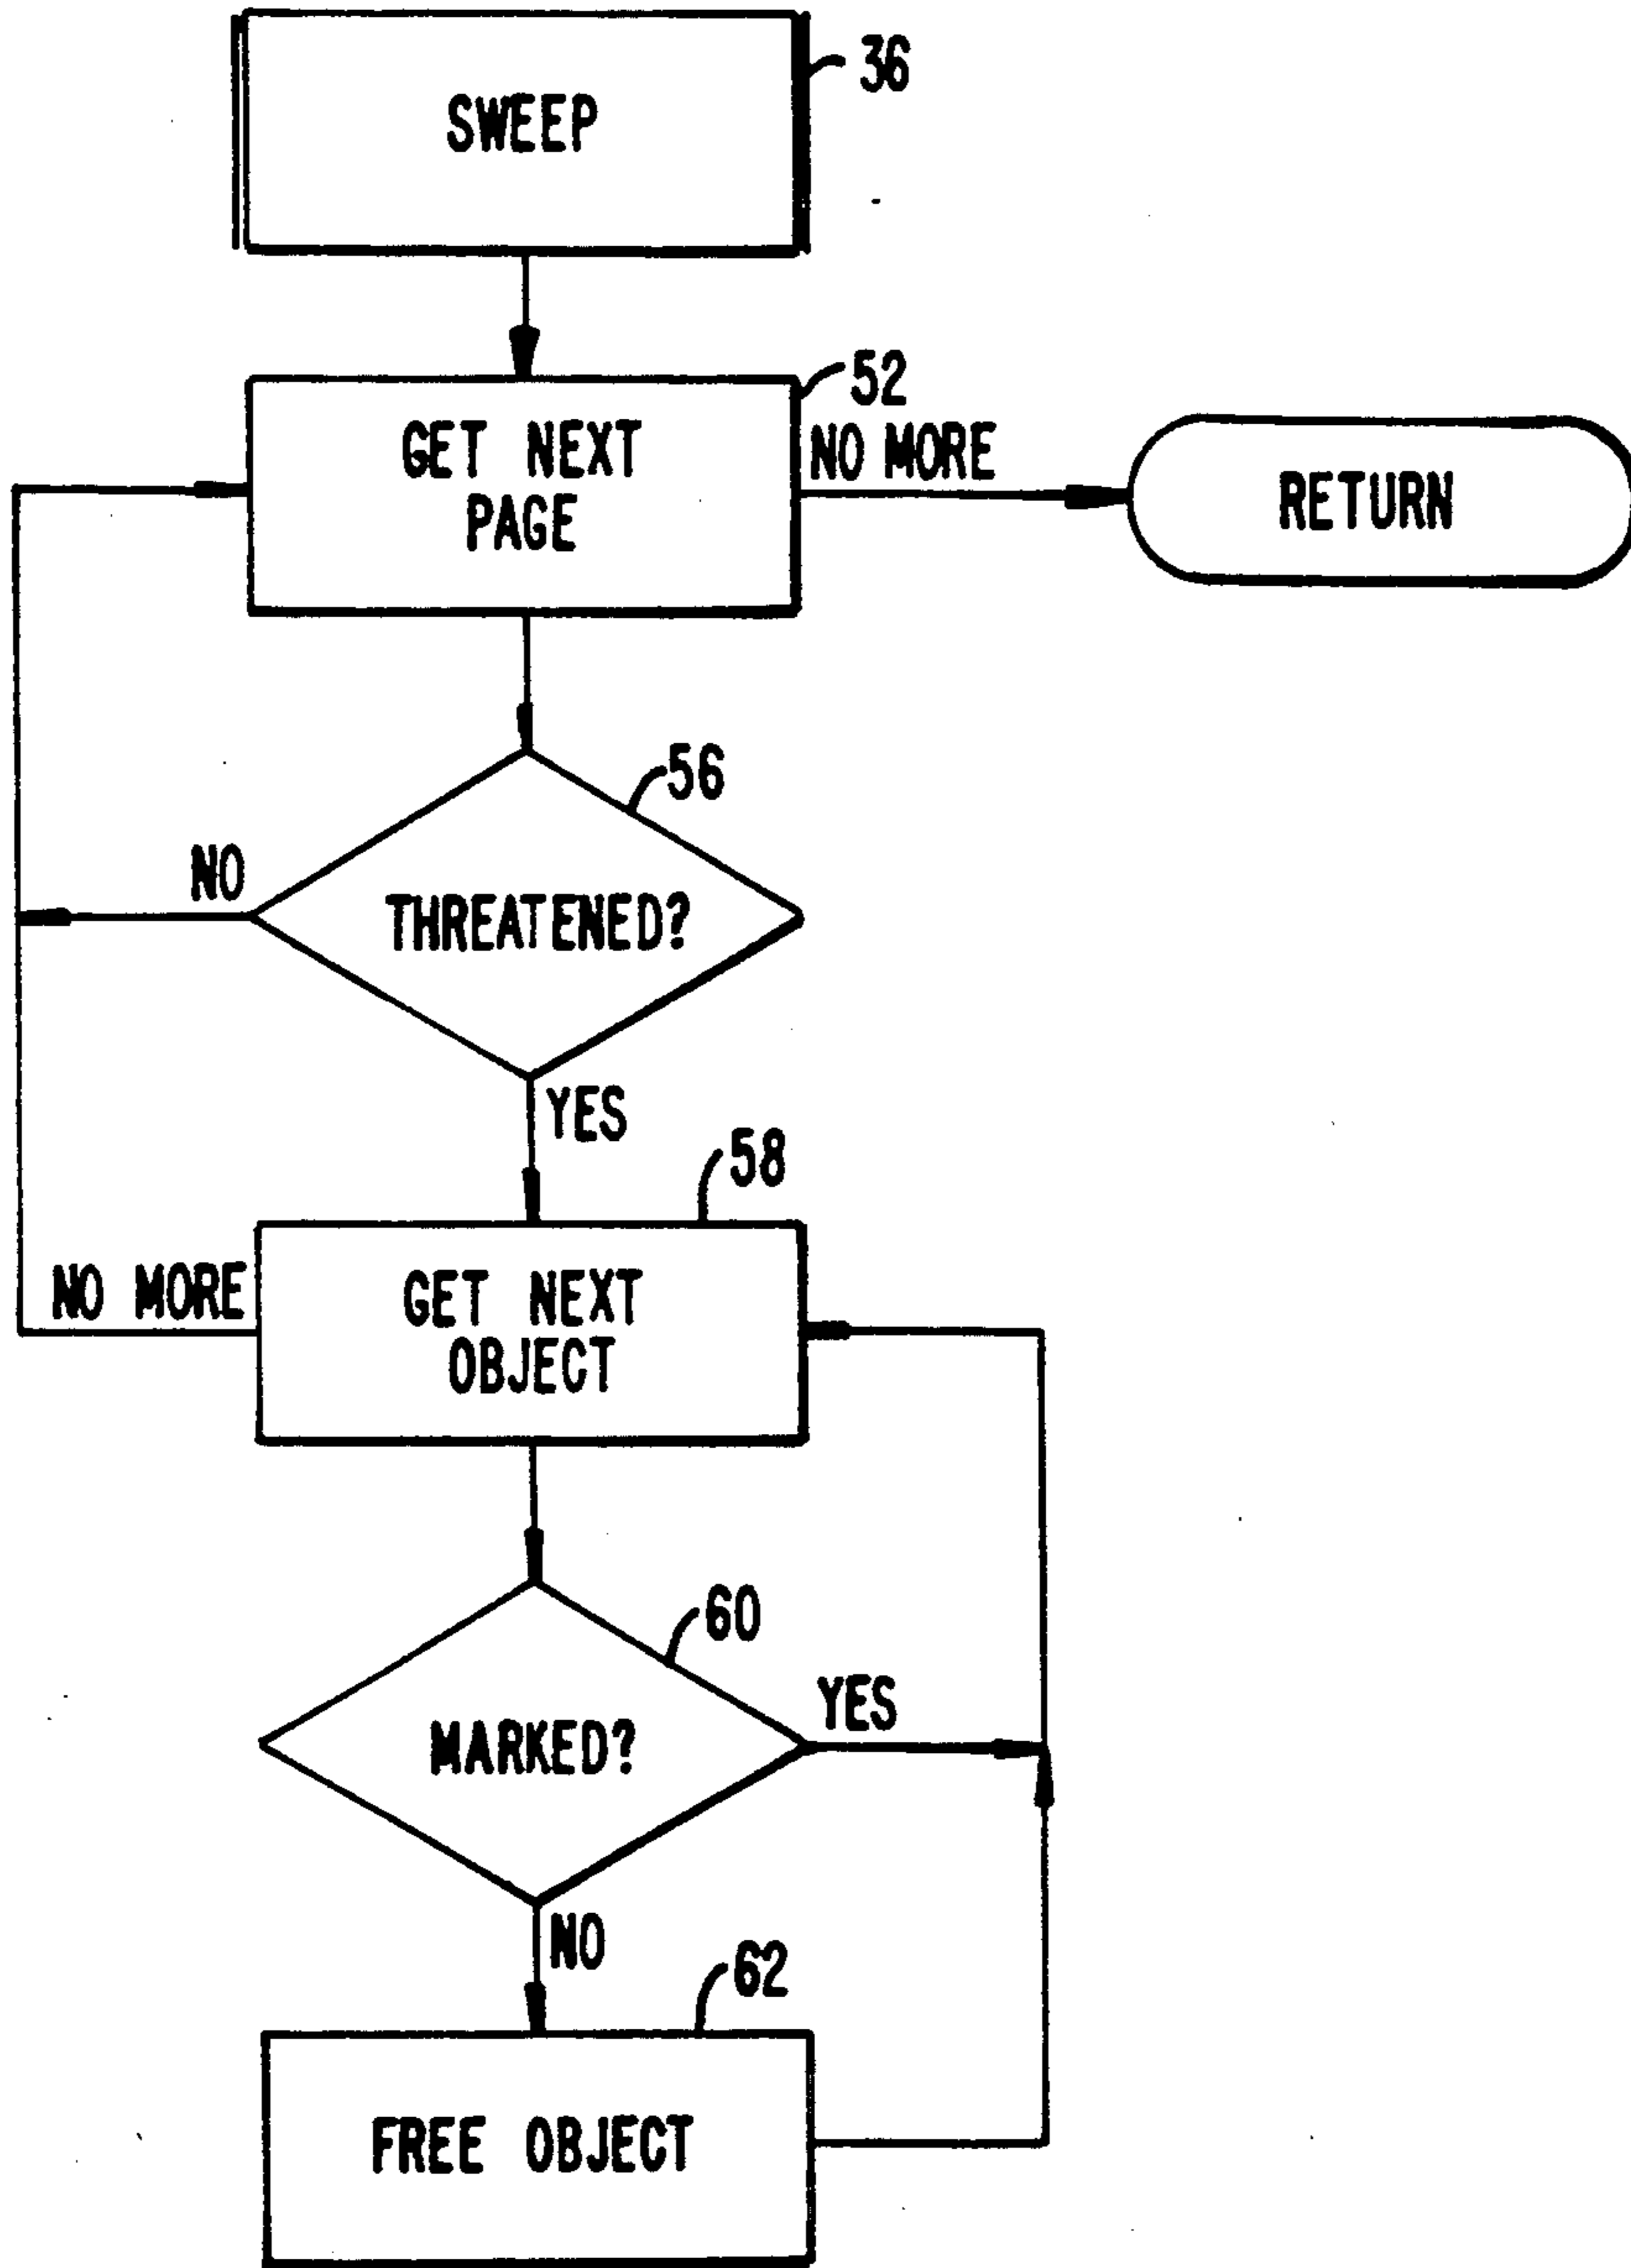 SWEEP
36
52
GET NEXT
PAGE
NO MORE
RETURN
56
NO
THREATENED?
YES
58
NO MORE
GET NEXT
OBJECT
60
YES
MARKED?
NO
62
FREE OBJECT